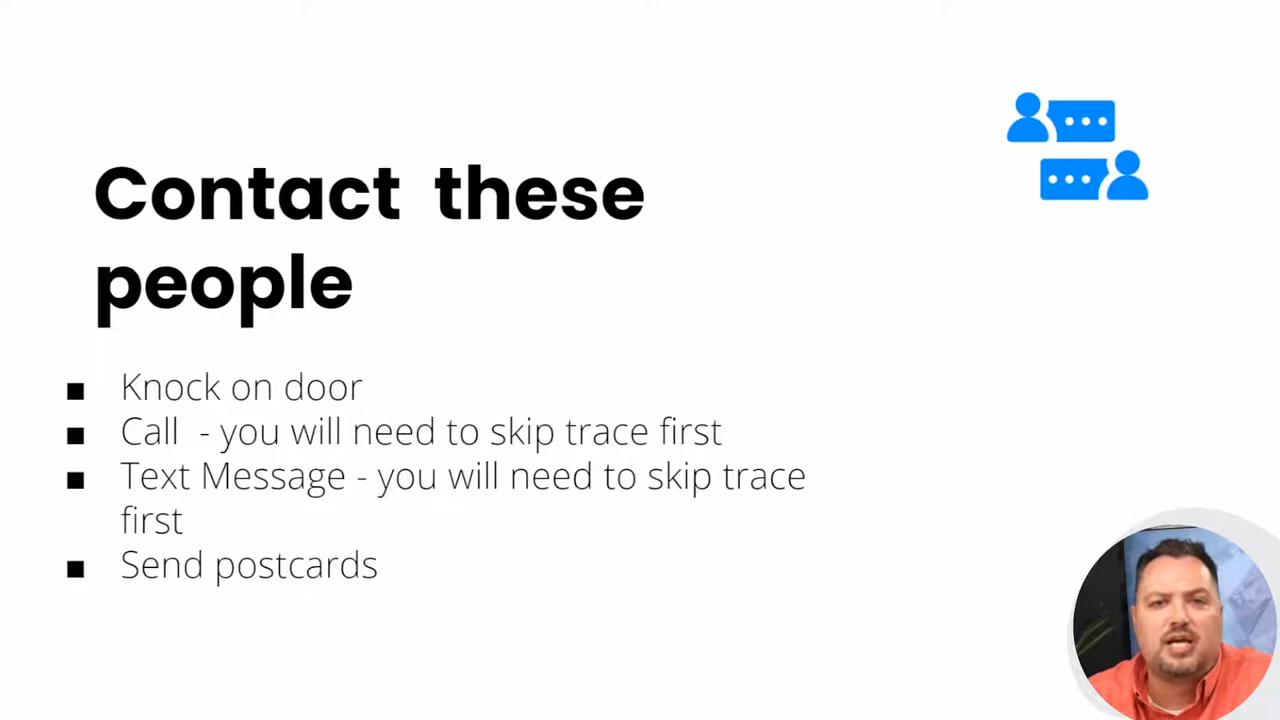 Contact these
people
■ Knock on door
■ Call - you will need to skip trace first
■ Text Message - you will need to skip trace
first
■ Send postcards